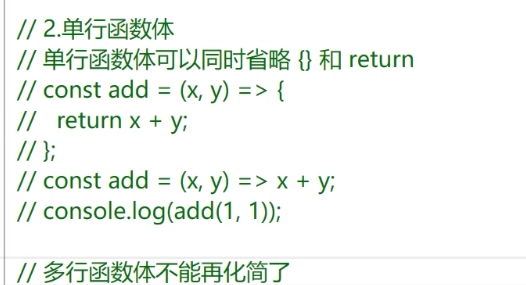 // 2.单行函数体
// 单行函数体可以同时省略 {} 和 return
// const add = (x, y) => {
//   return x + y;
// };
// const add = (x, y) => x + y;
// console.log(add(1, 1));
// 多行函数体不能再化简了